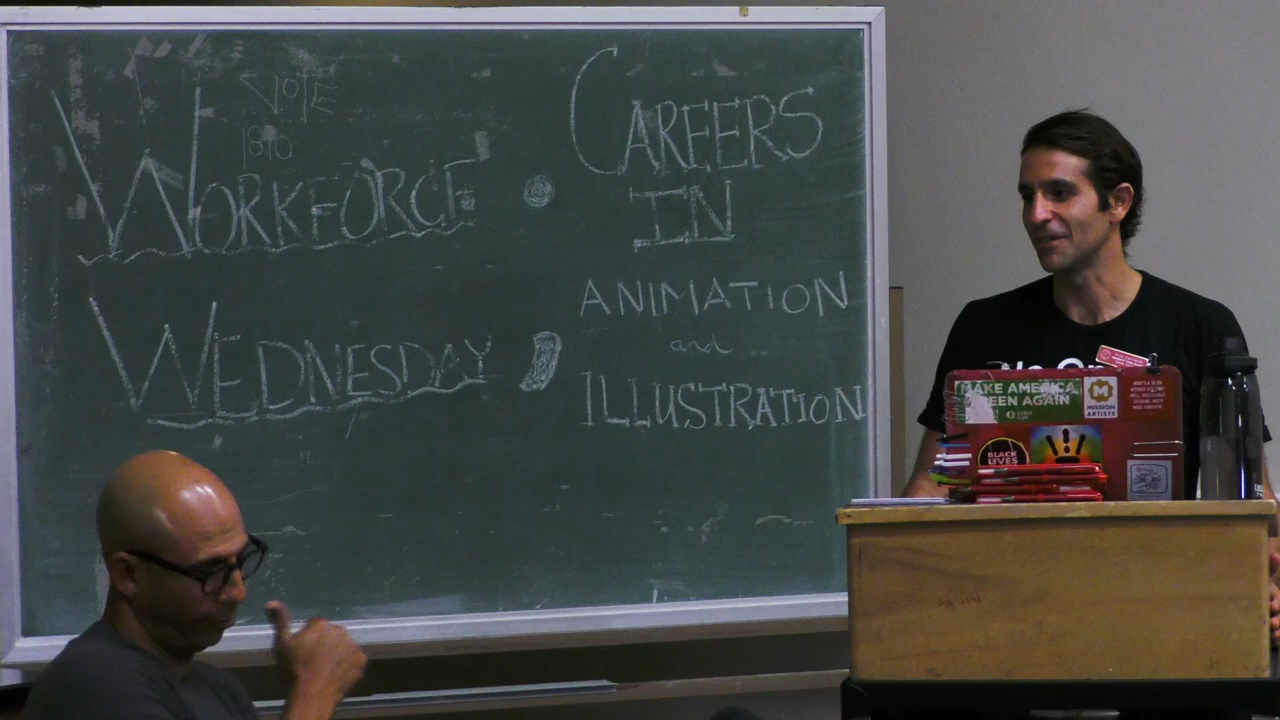 VOTE
1810
WORKFORCE
WEDNESDAY
CAREERS
IN
ANIMATION
and
ILLUSTRATION
MAKE AMERICA
GREEN AGAIN
MISSION
ARTISTS
BLACK
LIVES